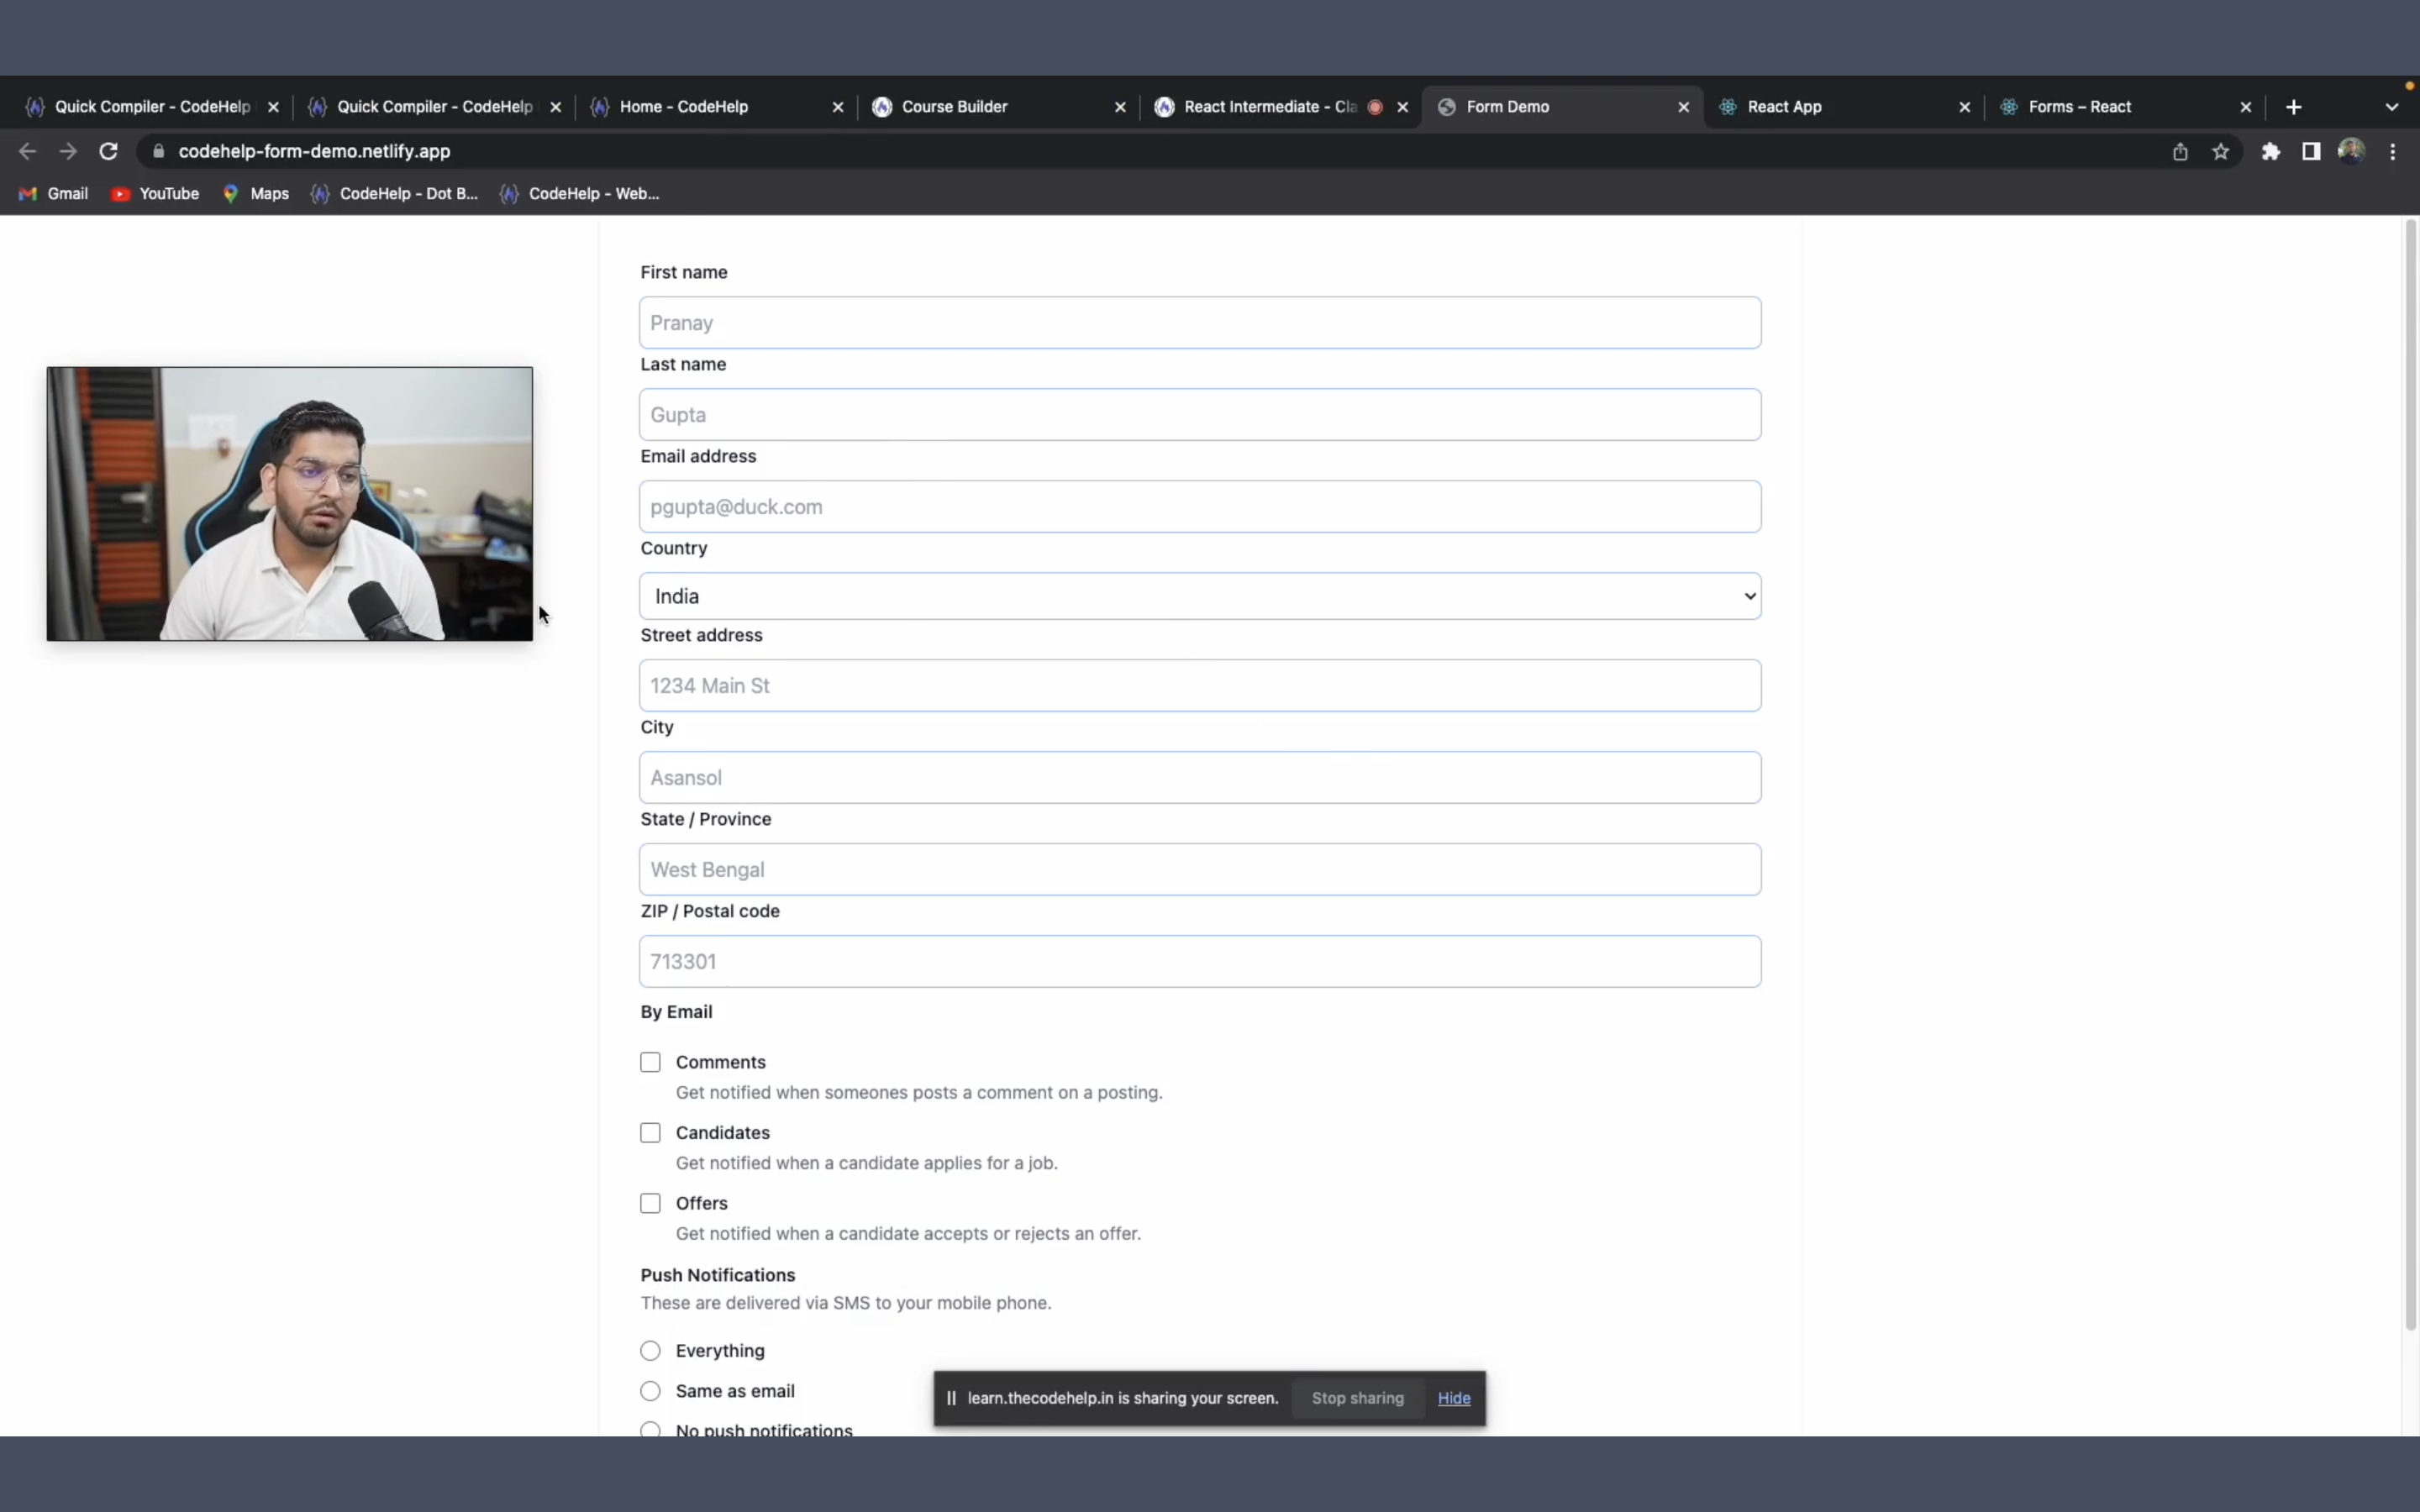 Quick Compiler - CodeHelp
Quick Compiler - CodeHelp
Home - CodeHelp
Course Builder
React Intermediate - Cla
Form Demo
React App
Forms – React
codehelp-form-demo.netlify.app
Gmail
YouTube
Maps
CodeHelp - Dot B...
CodeHelp - Web...
First name
Pranay
Last name
Gupta
Email address
pgupta@duck.com
Country
India
Street address
1234 Main St
City
Asansol
State / Province
West Bengal
ZIP / Postal code
713301
By Email
Comments
Get notified when someones posts a comment on a posting.
Candidates
Get notified when a candidate applies for a job.
Offers
Get notified when a candidate accepts or rejects an offer.
Push Notifications
These are delivered via SMS to your mobile phone.
Everything
Same as email
No push notifications
learn.thecodehelp.in is sharing your screen.
Stop sharing
Hide